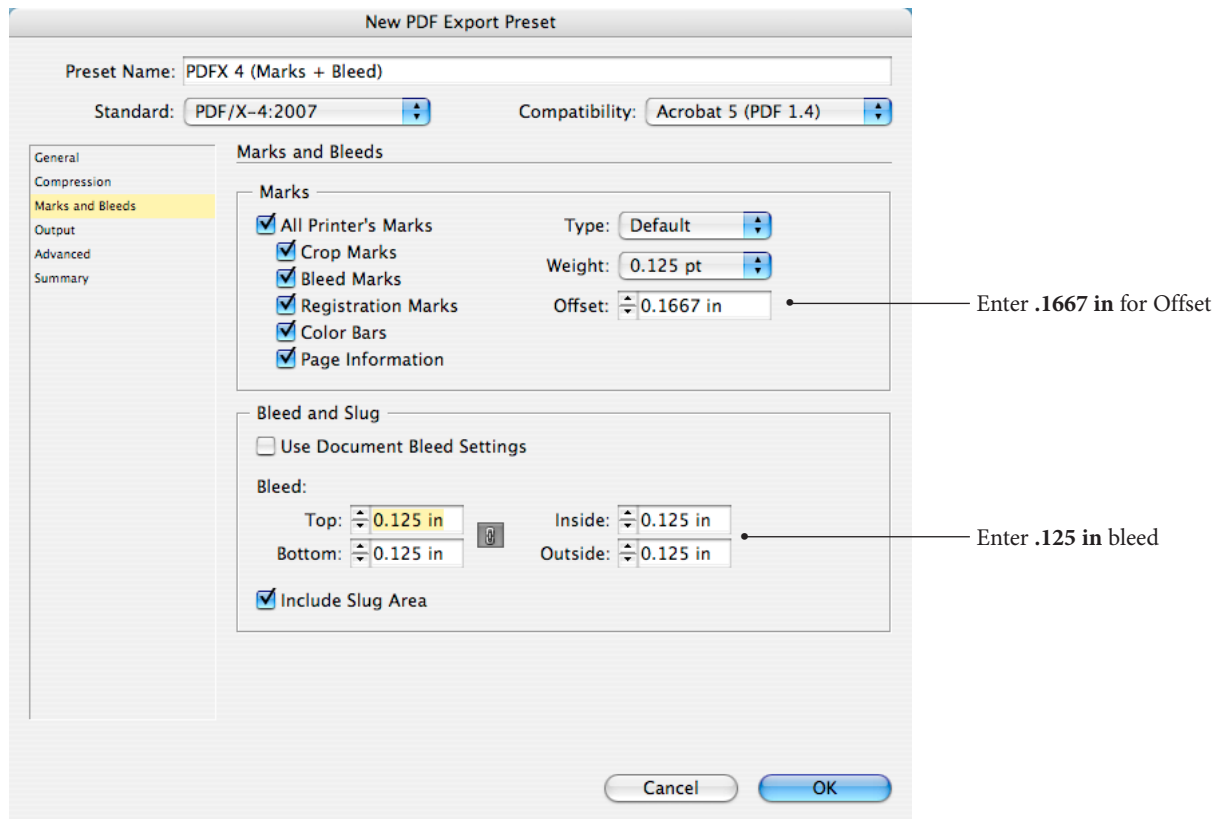 New PDF Export Preset
Preset Name: PDFX 4 (Marks + Bleed)
Standard: PDF/X-4:2007 Compatibility: Acrobat 5 (PDF 1.4)
General
Compression
Marks and Bleeds
Output
Advanced
Summary
Marks and Bleeds
Marks
All Printer's Marks
Crop Marks
Bleed Marks
Registration Marks
Color Bars
Page Information
Type: Default
Weight: 0.125 pt
Offset: 0.1667 in
Enter .1667 in for Offset
Bleed and Slug
Use Document Bleed Settings
Bleed:
Top: 0.125 in Inside: 0.125 in
Bottom: 0.125 in Outside: 0.125 in
Enter .125 in bleed
Include Slug Area
Cancel OK